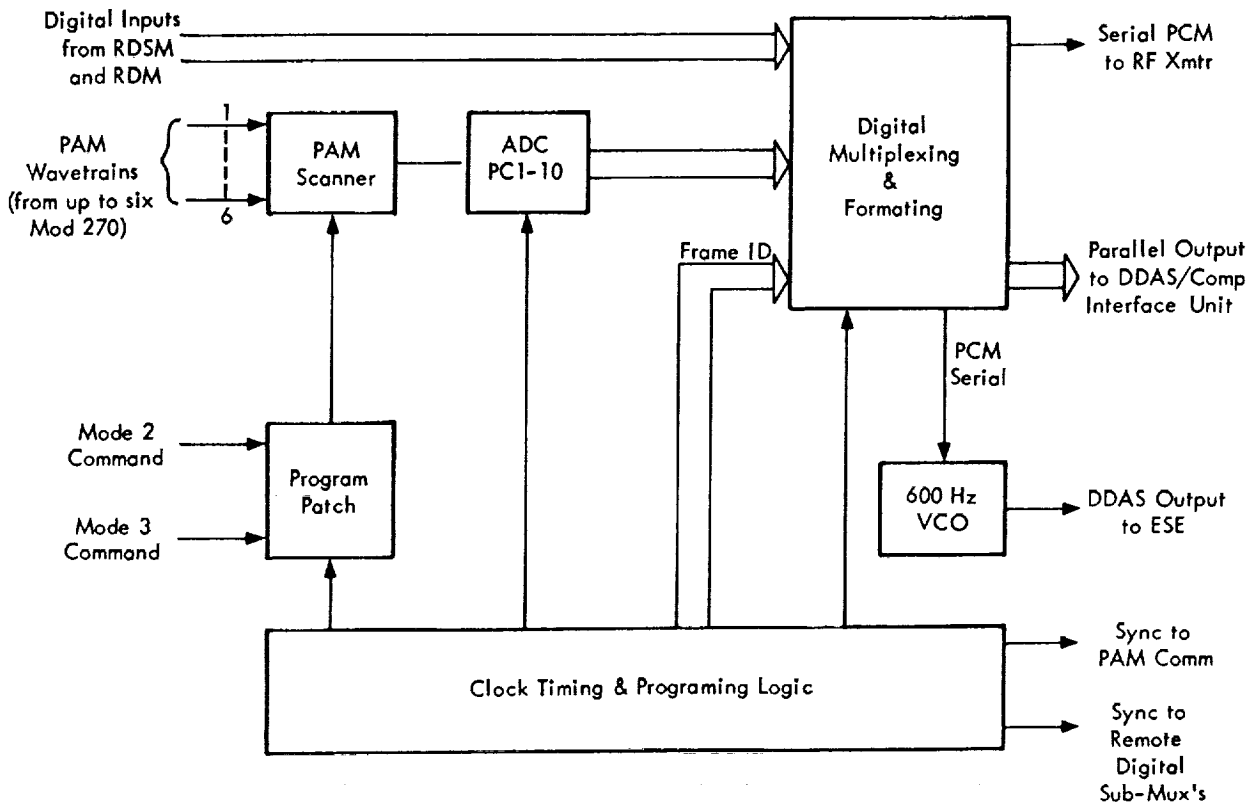 Digital Inputs
from RDSM
and RDM
Serial PCM
to RF Xmtr
Digital
Multiplexing
&
Formating
1
PAM
Wavetrains
(from up to six
Mod 270)
6
PAM
Scanner
ADC
PC1-10
Frame ID
Parallel Output
to DDAS/Comp
Interface Unit
PCM
Serial
Mode 2
Command
Mode 3
Command
Program
Patch
600 Hz
VCO
DDAS Output
to ESE
Clock Timing & Programing Logic
Sync to
PAM Comm
Sync to
Remote
Digital
Sub-Mux's